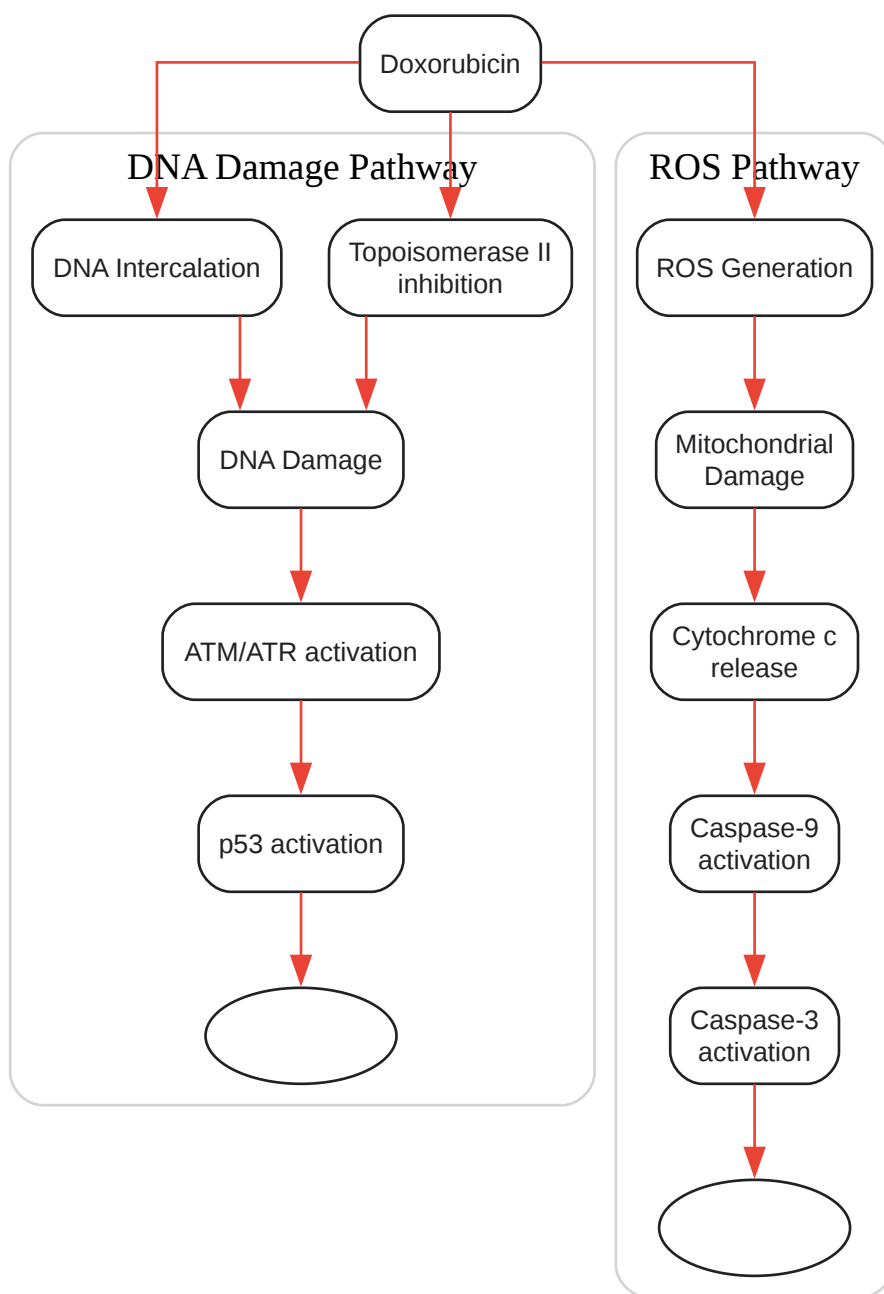 Doxorubicin
DNA Damage Pathway
ROS Pathway
DNA Intercalation
Topoisomerase II
inhibition
ROS Generation
DNA Damage
Mitochondrial
Damage
ATM/ATR activation
Cytochrome c
release
p53 activation
Caspase-9
activation
Caspase-3
activation